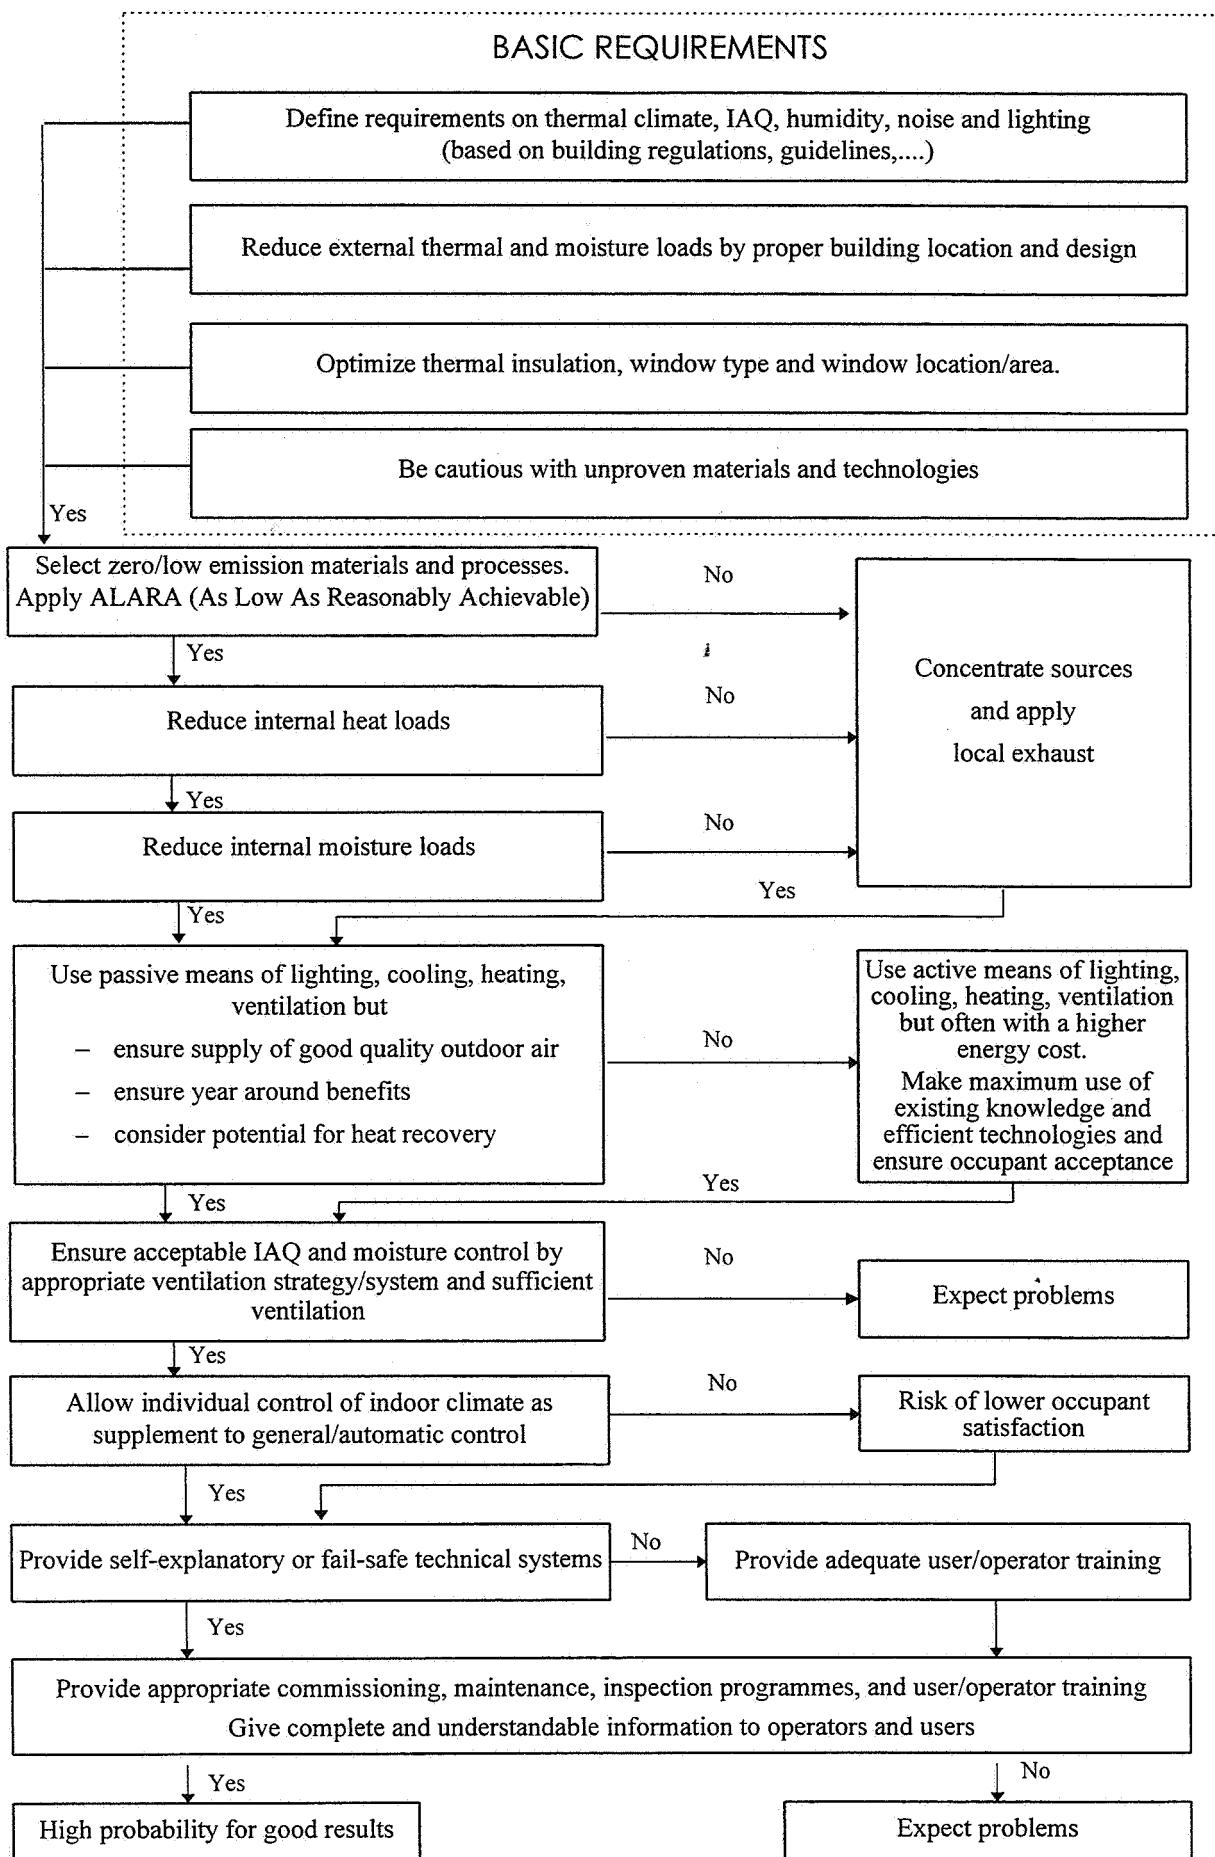 BASIC REQUIREMENTS
Define requirements on thermal climate, IAQ, humidity, noise and lighting
(based on building regulations, guidelines,....)
Reduce external thermal and moisture loads by proper building location and design
Optimize thermal insulation, window type and window location/area.
Be cautious with unproven materials and technologies
Yes
Select zero/low emission materials and processes.
Apply ALARA (As Low As Reasonably Achievable)
No
Concentrate sources
and apply
local exhaust
Yes
Reduce internal heat loads
No
Yes
Reduce internal moisture loads
No
Yes
Yes
Use passive means of lighting, cooling, heating,
ventilation but
– ensure supply of good quality outdoor air
– ensure year around benefits
– consider potential for heat recovery
No
Use active means of lighting,
cooling, heating, ventilation
but often with a higher
energy cost.
Make maximum use of
existing knowledge and
efficient technologies and
ensure occupant acceptance
Yes
Yes
Ensure acceptable IAQ and moisture control by
appropriate ventilation strategy/system and sufficient
ventilation
No
Expect problems
Yes
Allow individual control of indoor climate as
supplement to general/automatic control
No
Risk of lower occupant
satisfaction
Yes
Provide self-explanatory or fail-safe technical systems
No
Provide adequate user/operator training
Yes
Provide appropriate commissioning, maintenance, inspection programmes, and user/operator training
Give complete and understandable information to operators and users
Yes
No
High probability for good results
Expect problems